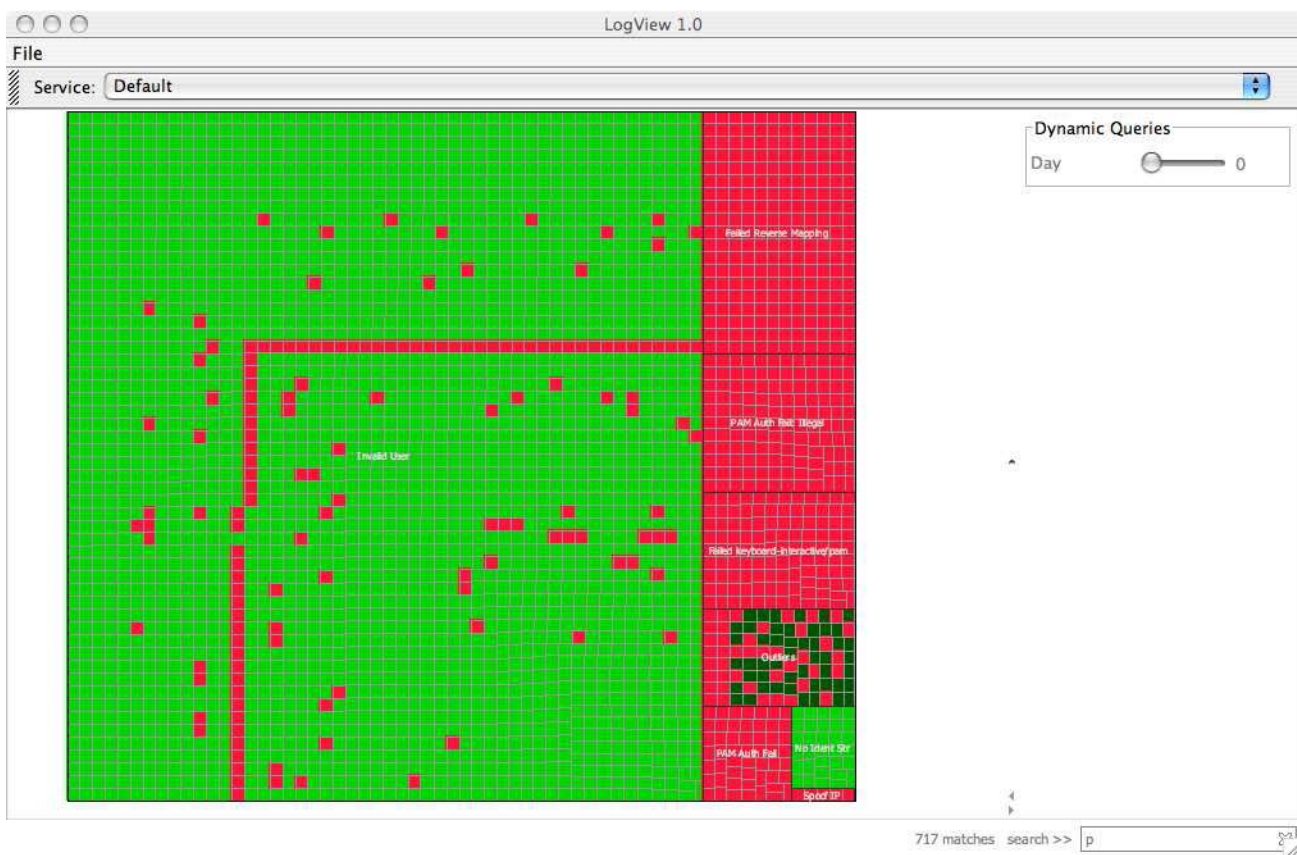 LogView 1.0
File
Service: Default
Dynamic Queries
Day 0
Failed Reverse Mapping
PAM Auth Fail: Illegal
Invalid User
Failed keyboard-interactive/pam
Outliers
PAM Auth Fail
No Ident Str
Spoof IP
717 matches search >> p